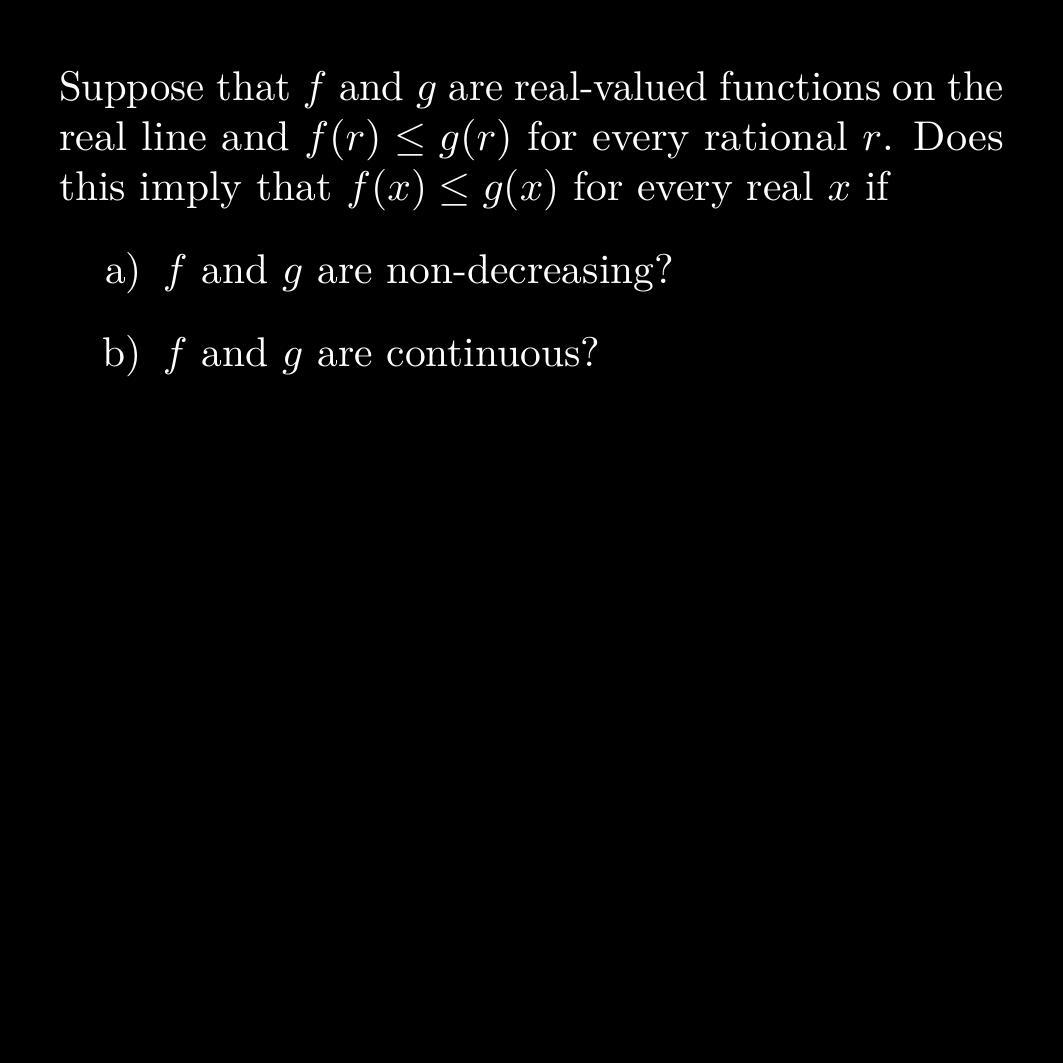 Suppose that f and g are real-valued functions on the
real line and f(r) ≤ g(r) for every rational r. Does
this imply that f(x) ≤ g(x) for every real x if
a) f and g are non-decreasing?
b) f and g are continuous?